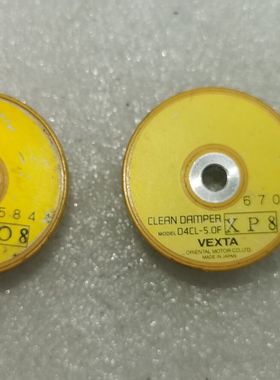 584
08
670
CLEAN DAMPER
MODEL D4CL-5.0F XP8
VEXTA
ORIENTAL MOTOR CO.,LTD.
MADE IN JAPAN